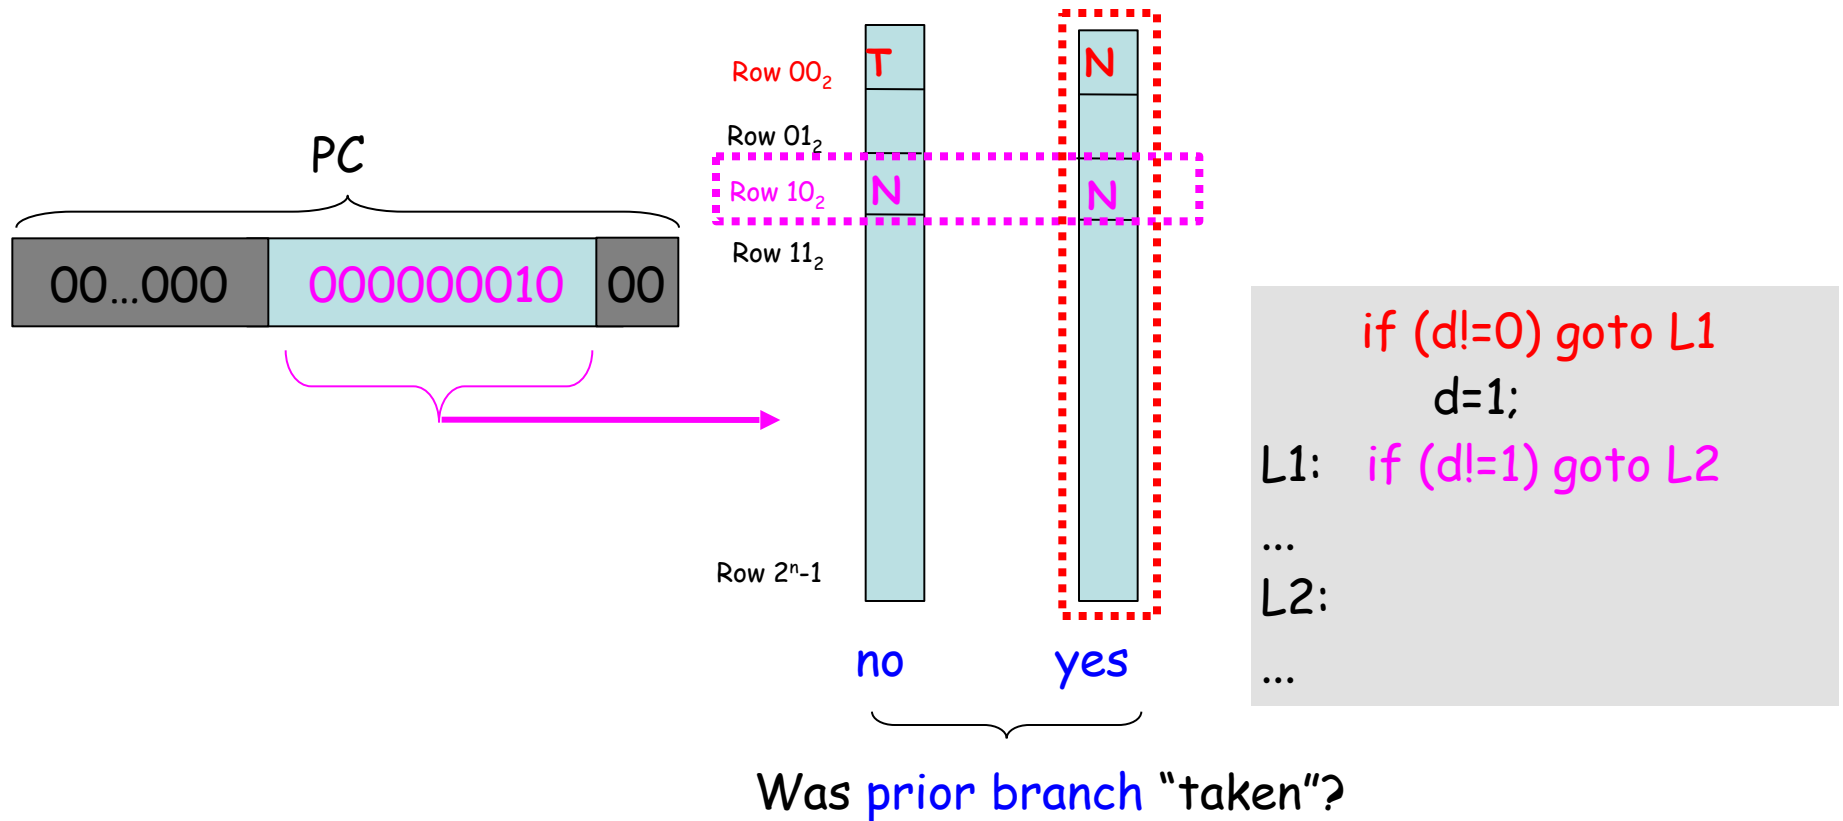 PC
00...000 000000010 00
Row 00₂ T N
Row 01₂
Row 10₂ N N
Row 11₂
Row 2ⁿ-1
no yes
Was prior branch “taken”?
if (d!=0) goto L1
d=1;
L1: if (d!=1) goto L2
...
L2:
...